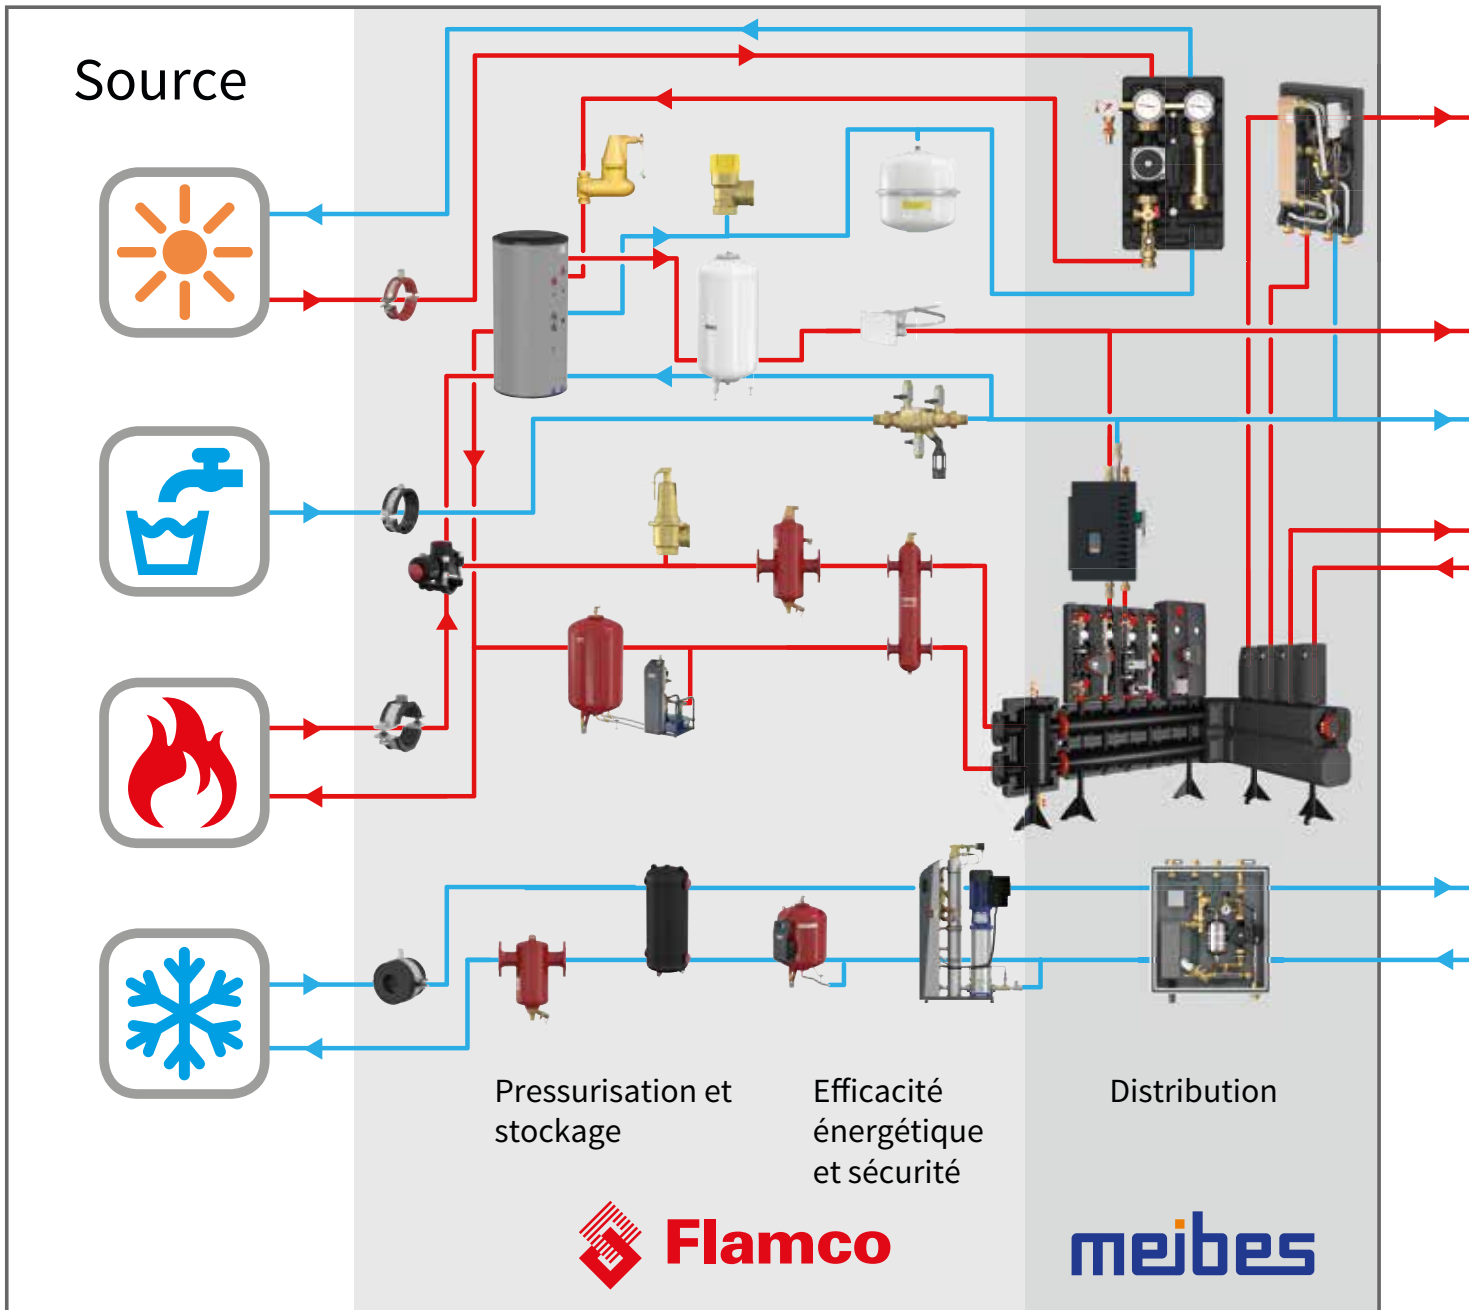 Source
Pressurisation et
stockage
Efficacité
énergétique
et sécurité
Distribution
Flamco
meibes